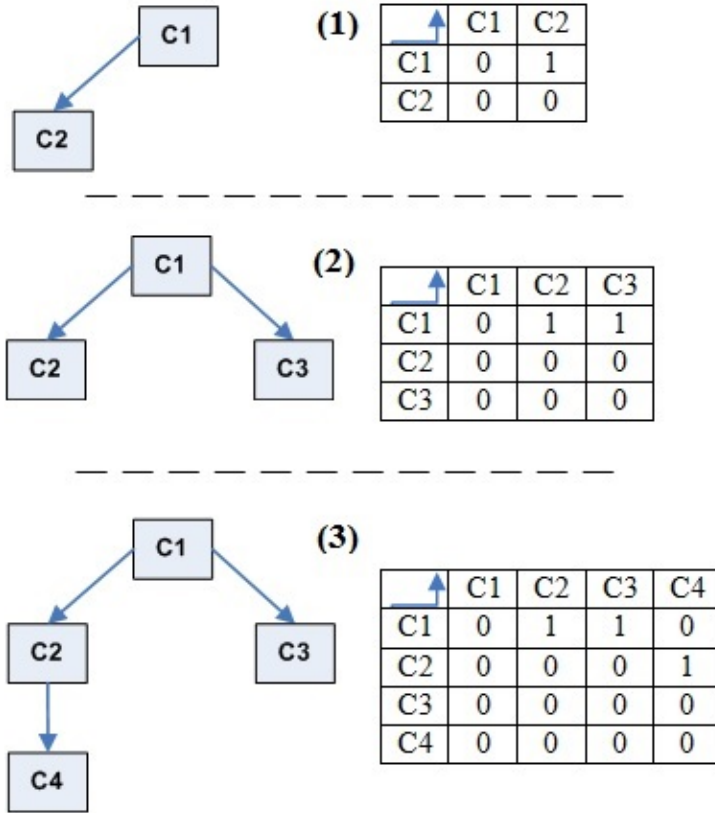 C1
C2
(1)
C1 C2
C1 0 1
C2 0 0
C1
C2
C3
(2)
C1 C2 C3
C1 0 1 1
C2 0 0 0
C3 0 0 0
C1
C2
C3
C4
(3)
C1 C2 C3 C4
C1 0 1 1 0
C2 0 0 0 1
C3 0 0 0 0
C4 0 0 0 0